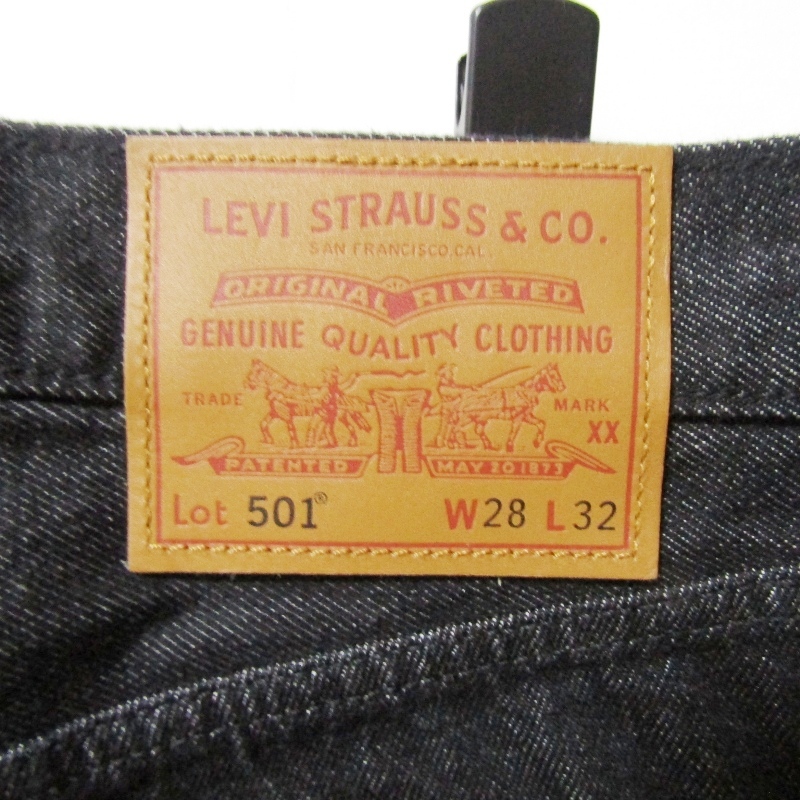 LEVI STRAUSS & CO.
SAN FRANCISCO, CAL.
ORIGINAL RIVETED
GENUINE QUALITY CLOTHING
TRADE MARK
XX
PATENTED MAY 20 1873
Lot 501® W28 L32